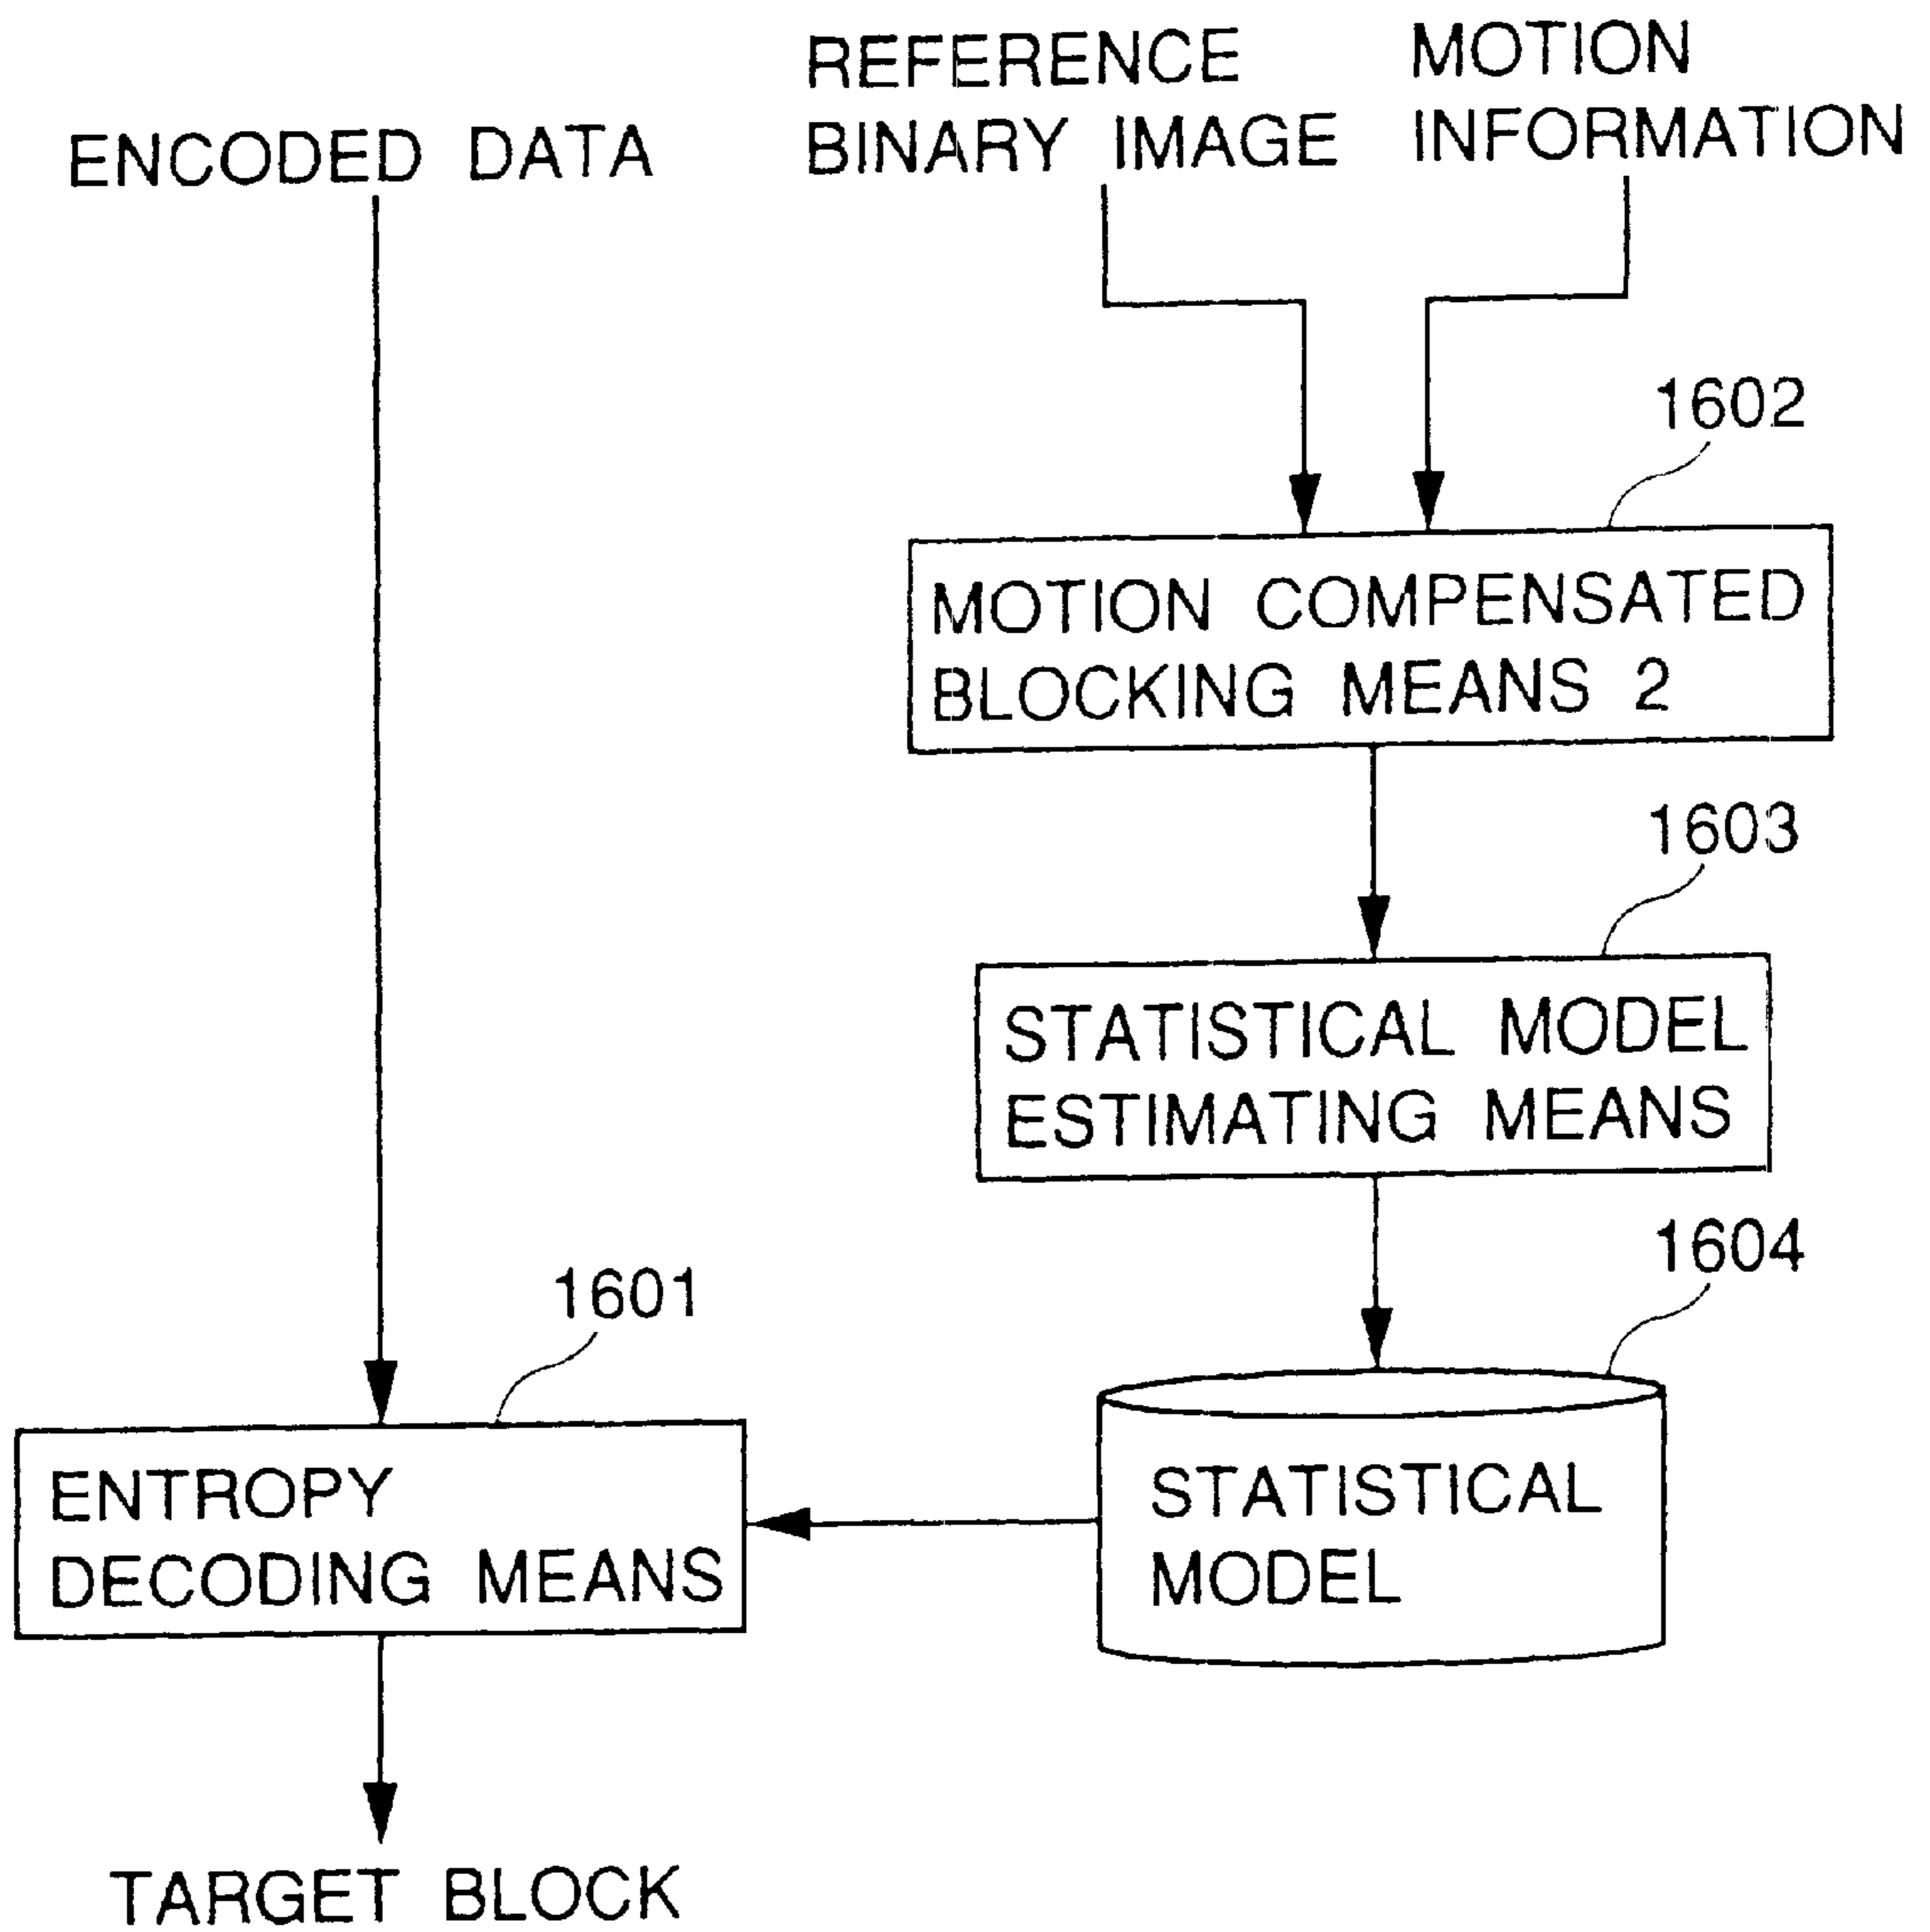 ENCODED DATA
REFERENCE
BINARY IMAGE
MOTION
INFORMATION
1602
MOTION COMPENSATED
BLOCKING MEANS 2
1603
STATISTICAL MODEL
ESTIMATING MEANS
1604
STATISTICAL
MODEL
1601
ENTROPY
DECODING MEANS
TARGET BLOCK